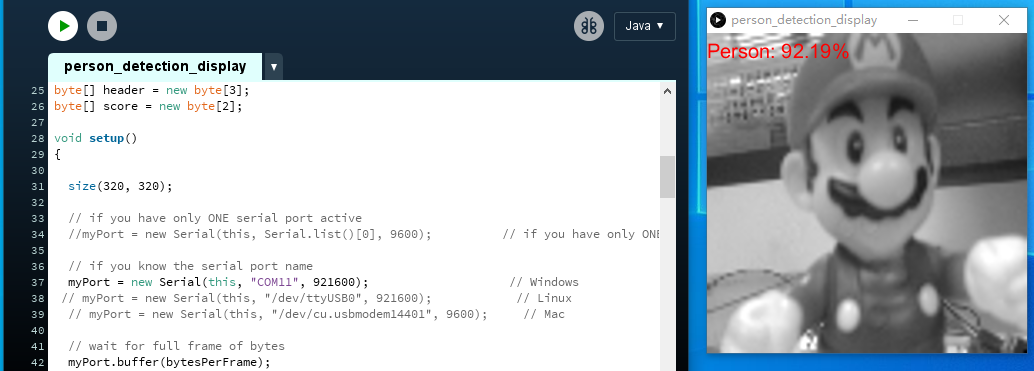 Java ▼
person_detection_display ▼
25 byte[] header = new byte[3];
26 byte[] score = new byte[2];
27
28 void setup()
29 {
30
31 size(320, 320);
32
33 // if you have only ONE serial port active
34 //myPort = new Serial(this, Serial.list()[0], 9600); // if you have only ONE
35
36 // if you know the serial port name
37 myPort = new Serial(this, "COM11", 921600); // Windows
38 // myPort = new Serial(this, "/dev/ttyUSB0", 921600); // Linux
39 // myPort = new Serial(this, "/dev/cu.usbmodem14401", 9600); // Mac
40
41 // wait for full frame of bytes
42 myPort.buffer(bytesPerFrame);
person_detection_display
Person: 92.19%
M